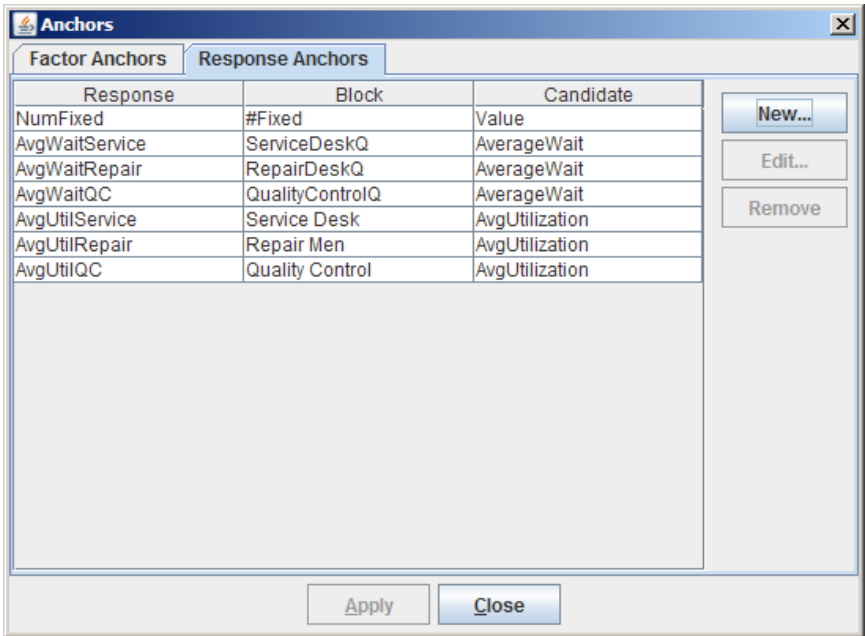 Anchors
Factor Anchors Response Anchors
Response Block Candidate
NumFixed #Fixed Value
AvgWaitService ServiceDeskQ AverageWait
AvgWaitRepair RepairDeskQ AverageWait
AvgWaitQC QualityControlQ AverageWait
AvgUtilService Service Desk AvgUtilization
AvgUtilRepair Repair Men AvgUtilization
AvgUtilQC Quality Control AvgUtilization
New...
Edit...
Remove
Apply Close